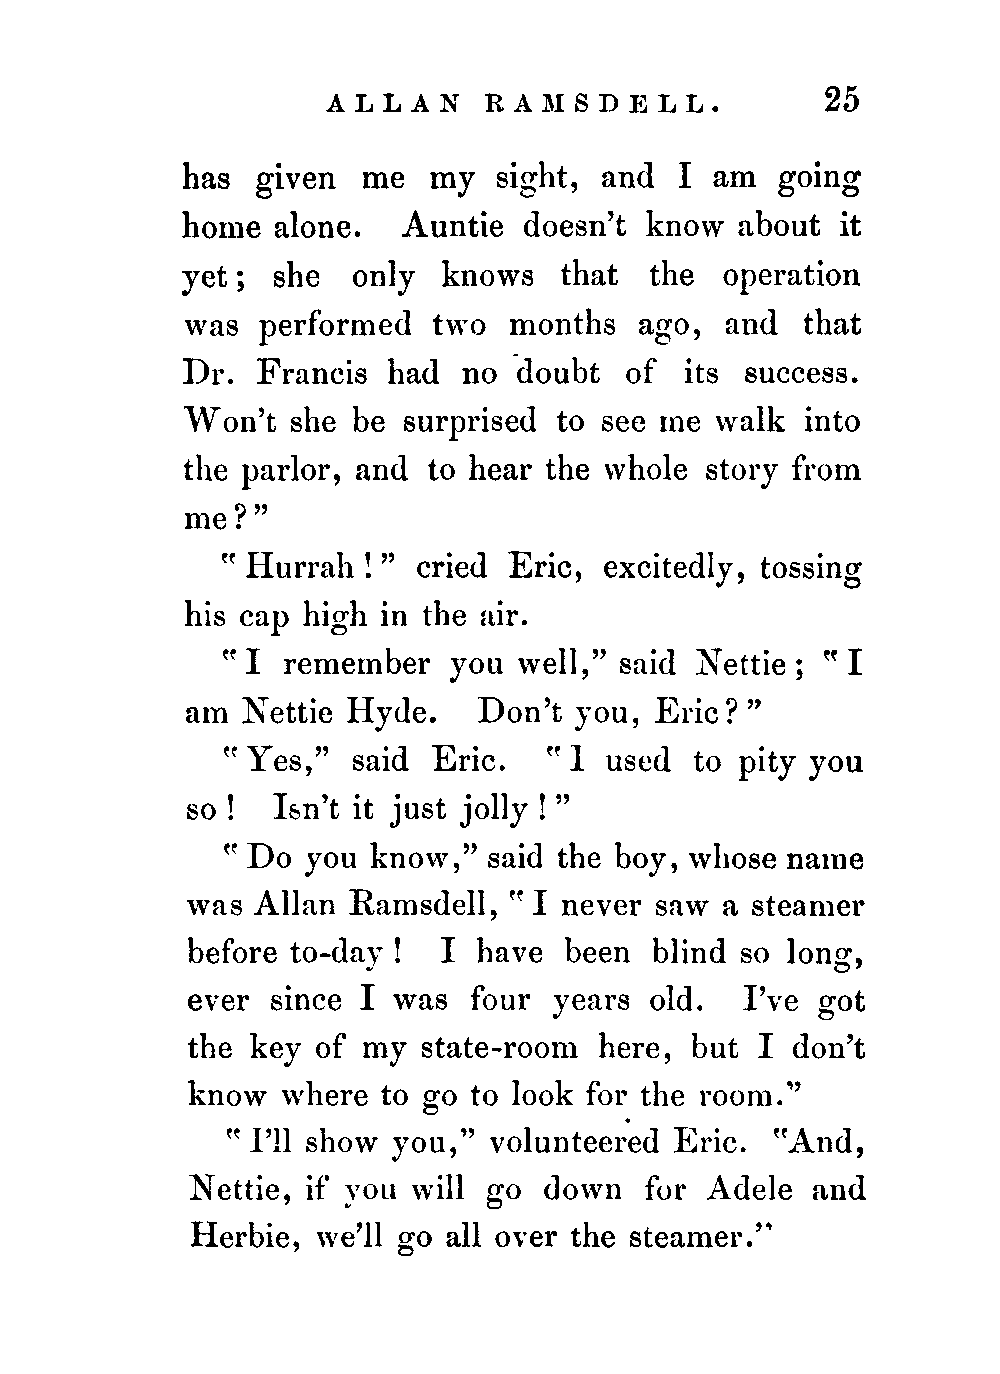 ALLAN RAMSDELL. 25
has given me my sight, and I am going
home alone. Auntie doesn't know about it
yet; she only knows that the operation
was performed two months ago, and that
Dr. Francis had no doubt of its success.
Won't she be surprised to see me walk into
the parlor, and to hear the whole story from
me?"
"Hurrah!" cried Eric, excitedly, tossing
his cap high in the air.
"I remember you well," said Nettie; "I
am Nettie Hyde. Don't you, Eric?"
"Yes," said Eric. "I used to pity you
so! Isn't it just jolly!"
"Do you know," said the boy, whose name
was Allan Ramsdell, "I never saw a steamer
before to-day! I have been blind so long,
ever since I was four years old. I've got
the key of my state-room here, but I don't
know where to go to look for the room."
"I'll show you," volunteered Eric. "And,
Nettie, if you will go down for Adele and
Herbie, we'll go all over the steamer."